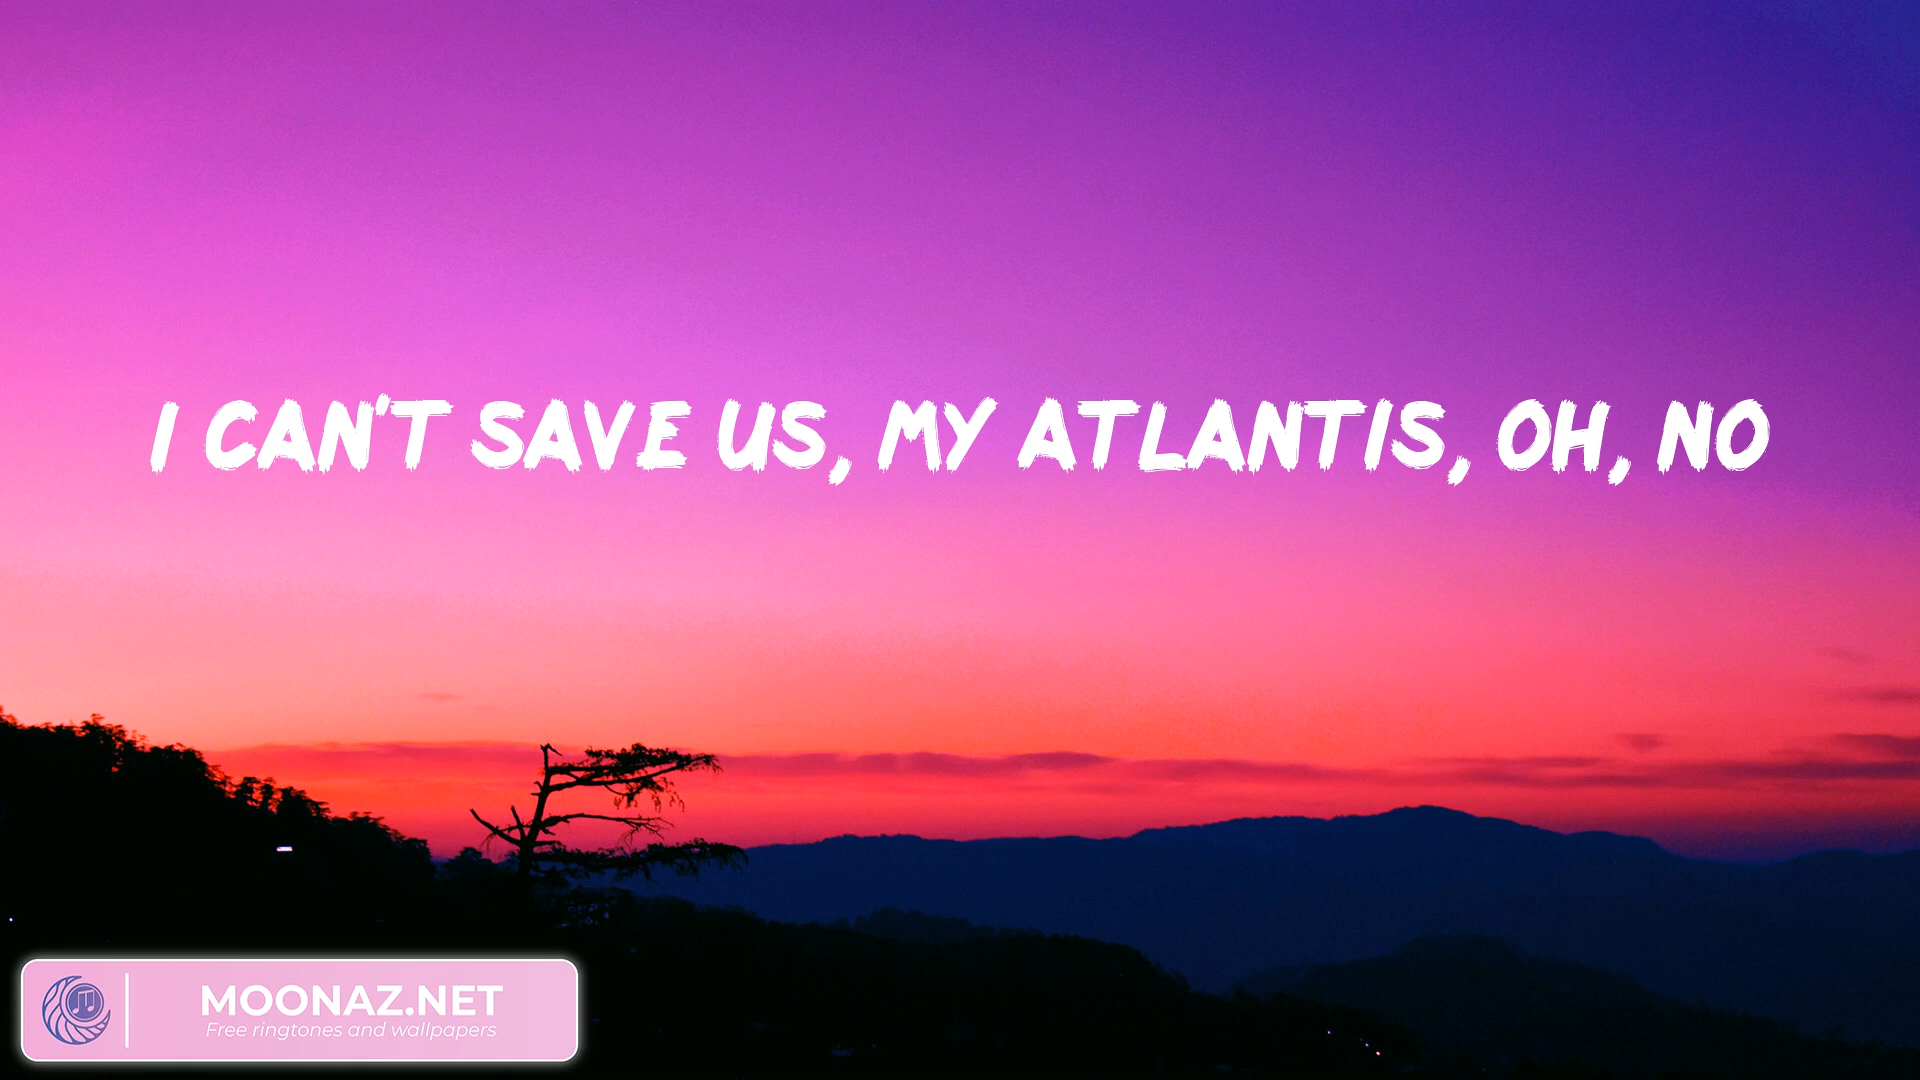 I CAN'T SAVE US, MY ATLANTIS, OH, NO
MOONAZ.NET
Free ringtones and wallpapers